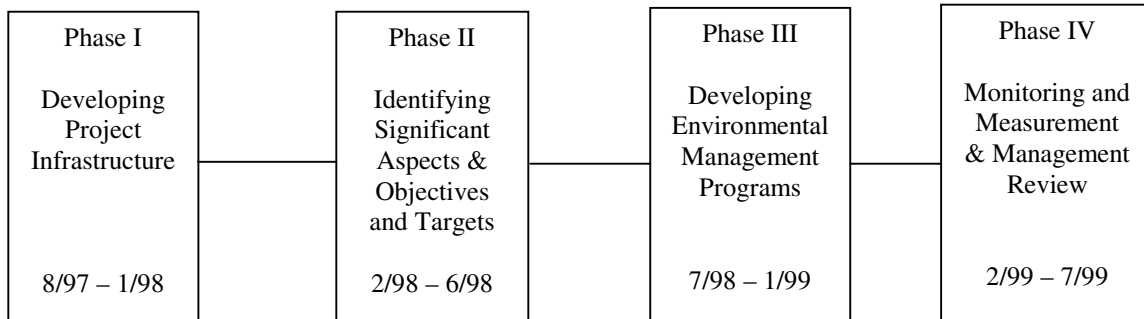 Phase I
Developing
Project
Infrastructure
8/97 – 1/98
Phase II
Identifying
Significant
Aspects &
Objectives
and Targets
2/98 – 6/98
Phase III
Developing
Environmental
Management
Programs
7/98 – 1/99
Phase IV
Monitoring and
Measurement
& Management
Review
2/99 – 7/99